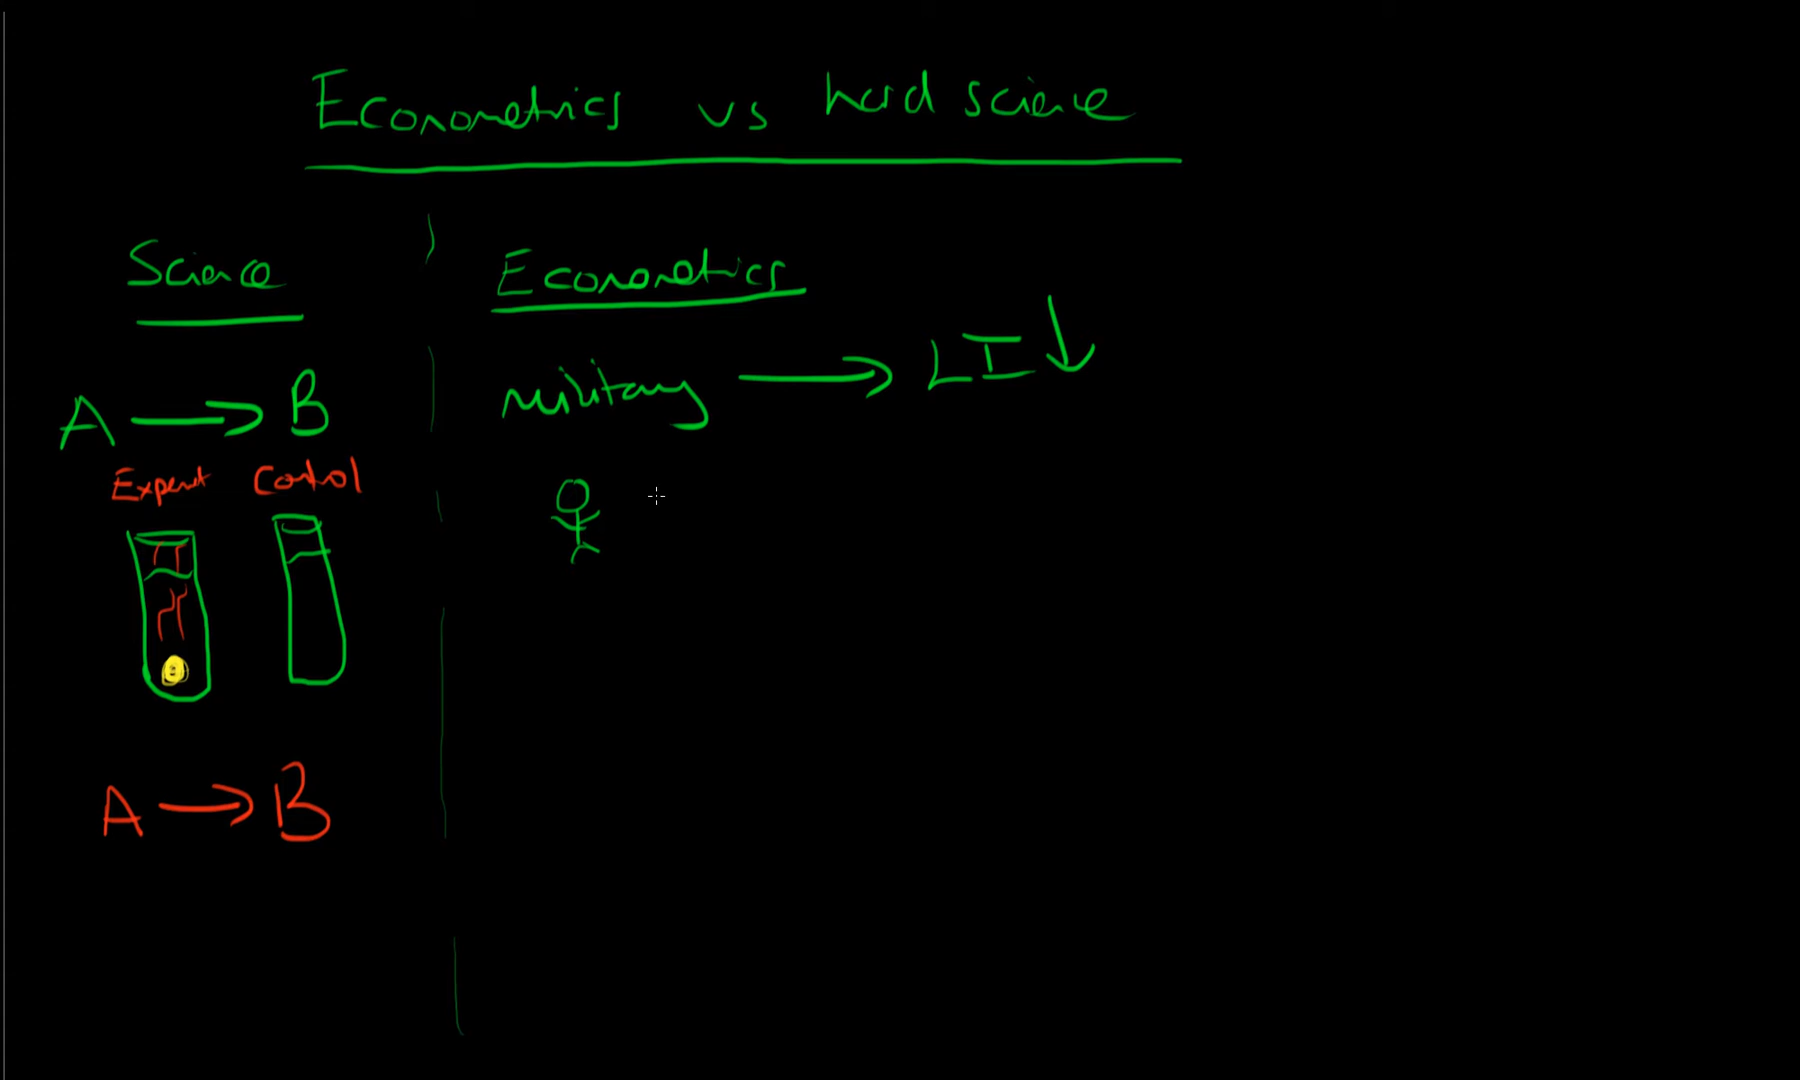 Econometrics vs hard science
Science
Econometrics
A → B
military → LI ↓
Experiment Control
A → B